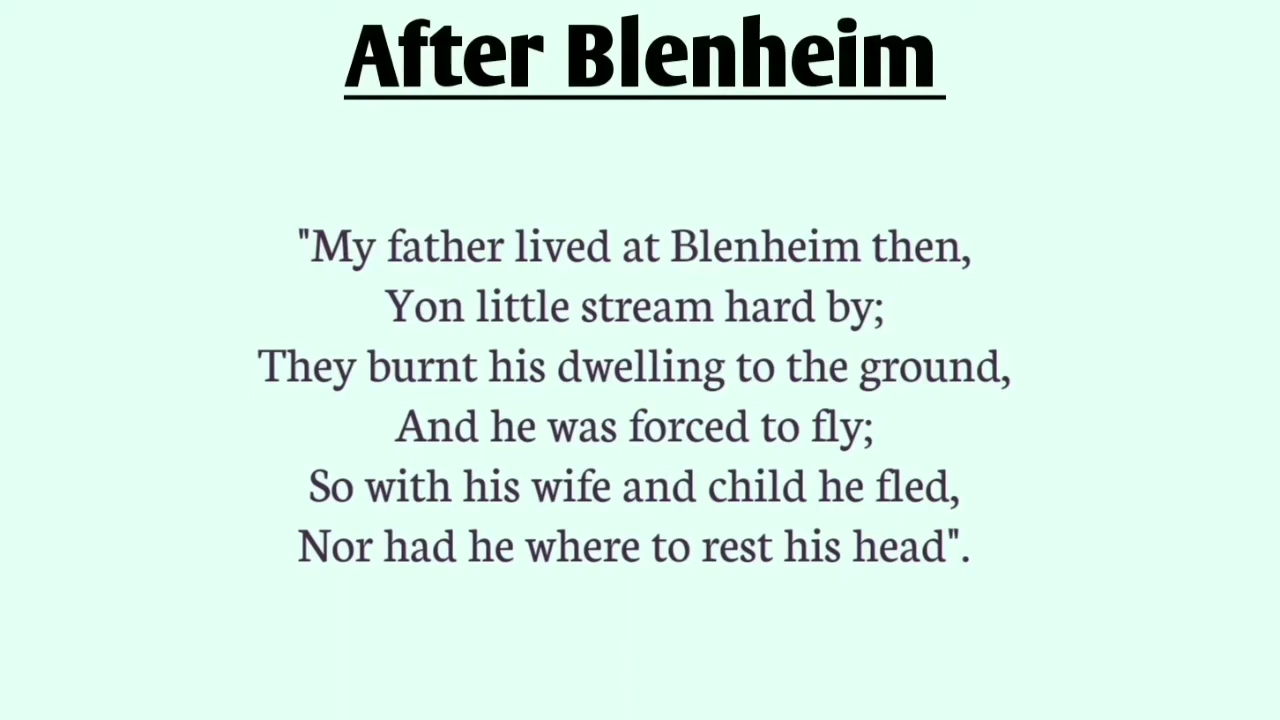 After Blenheim
"My father lived at Blenheim then,
Yon little stream hard by;
They burnt his dwelling to the ground,
And he was forced to fly;
So with his wife and child he fled,
Nor had he where to rest his head".